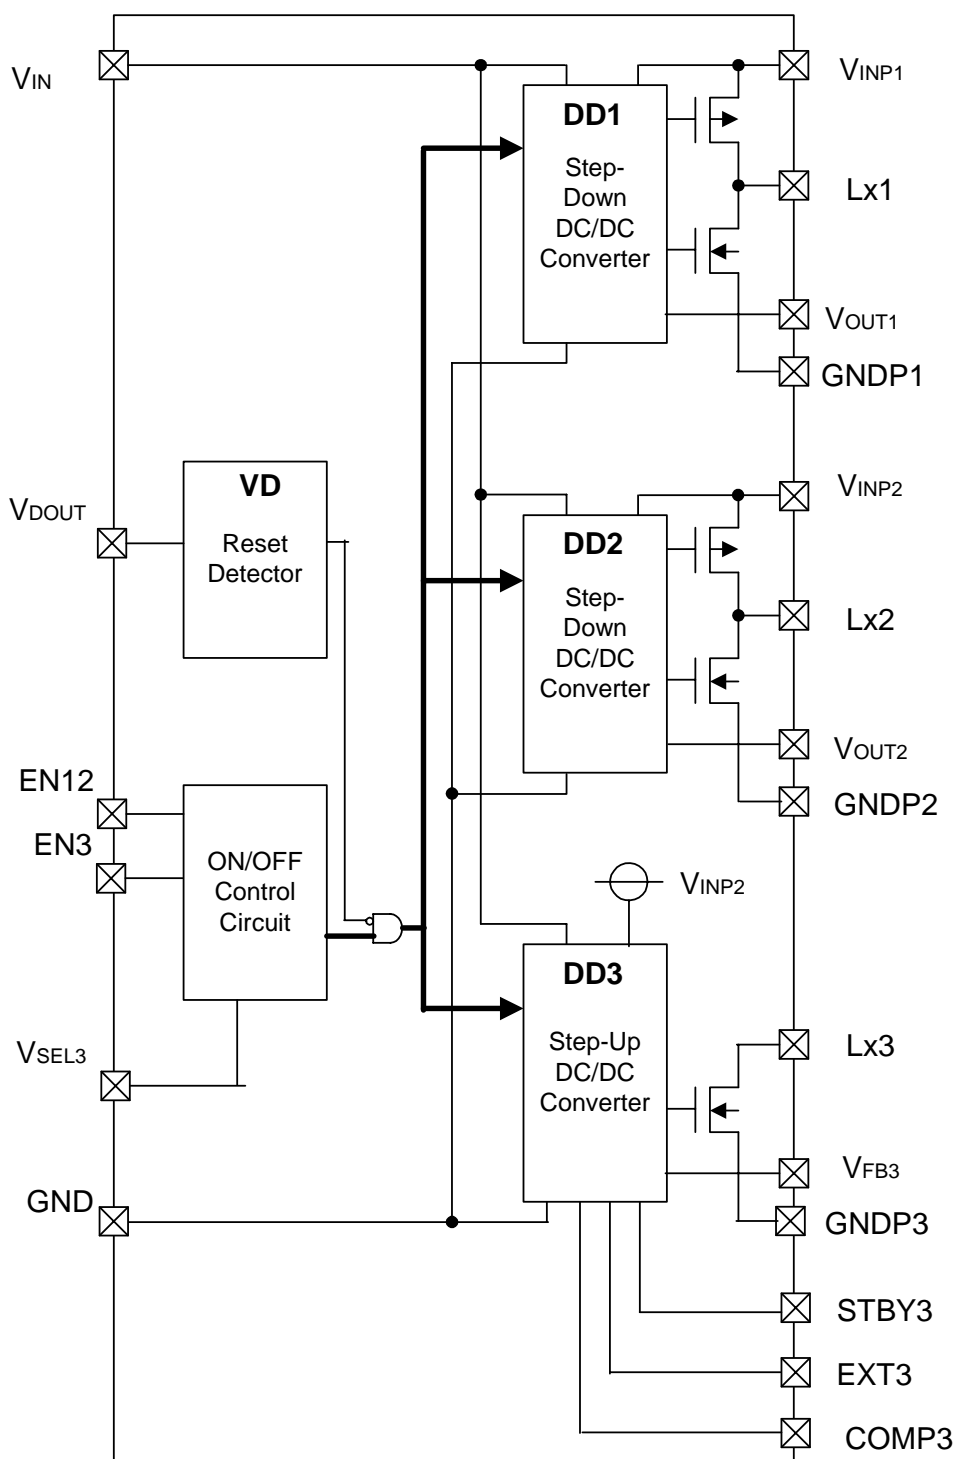 VIN
VINP1
DD1
Step-
Down
DC/DC
Converter
Lx1
VOUT1
GNDP1
VDOUT
VD
Reset
Detector
VINP2
DD2
Step-
Down
DC/DC
Converter
Lx2
VOUT2
GNDP2
EN12
EN3
ON/OFF
Control
Circuit
VINP2
DD3
Step-Up
DC/DC
Converter
VSEL3
Lx3
VFB3
GND
GNDP3
STBY3
EXT3
COMP3